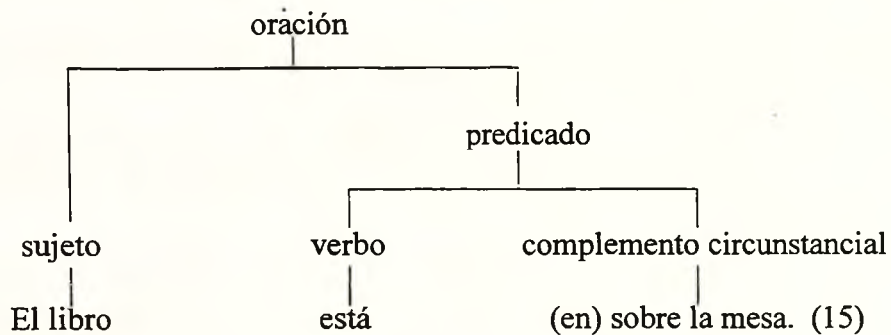 oración
predicado
sujeto verbo complemento circunstancial
El libro está (en) sobre la mesa. (15)